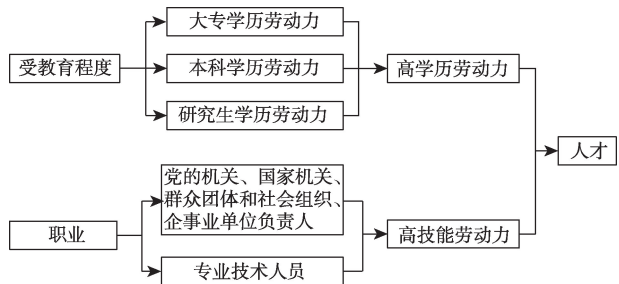 受教育程度
大专学历劳动力
本科学历劳动力
研究生学历劳动力
高学历劳动力
人才
职业
党的机关、国家机关、
群众团体和社会组织、
企事业单位负责人
专业技术人员
高技能劳动力